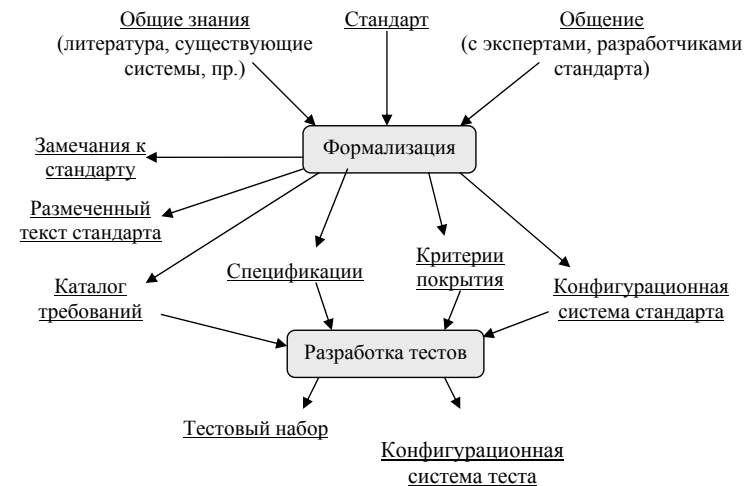 Общие знания
(литература, существующие
системы, пр.)
Стандарт
Общение
(с экспертами, разработчиками
стандарта)
Формализация
Замечания к
стандарту
Размеченный
текст стандарта
Каталог
требований
Спецификации
Критерии
покрытия
Конфигурационная
система стандарта
Разработка тестов
Тестовый набор
Конфигурационная
система теста